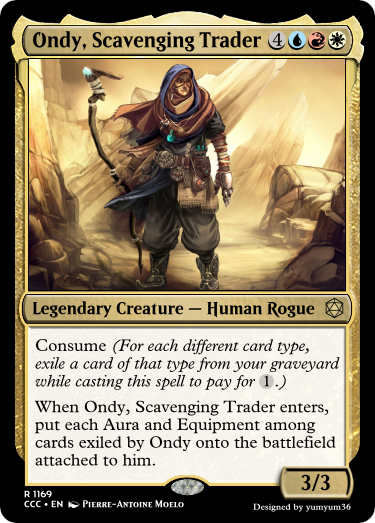 Ondy, Scavenging Trader 4
Legendary Creature — Human Rogue
Consume (For each different card type,
exile a card of that type from your graveyard
while casting this spell to pay for 1.)
When Ondy, Scavenging Trader enters,
put each Aura and Equipment among
cards exiled by Ondy onto the battlefield
attached to him.
3/3
R 1169
CCC • EN Pierre-Antoine Moelo
Designed by yumyum36